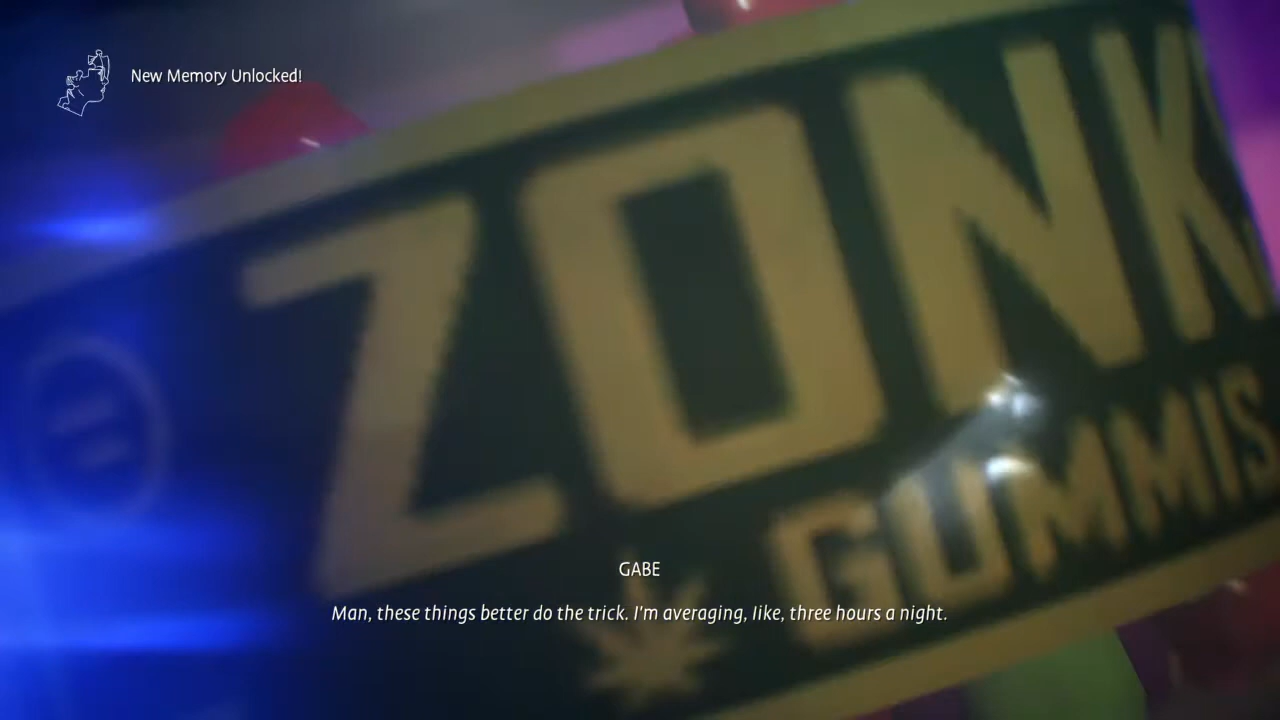 New Memory Unlocked!
ZONK
GUMMIS
GABE
Man, these things better do the trick. I'm averaging, like, three hours a night.